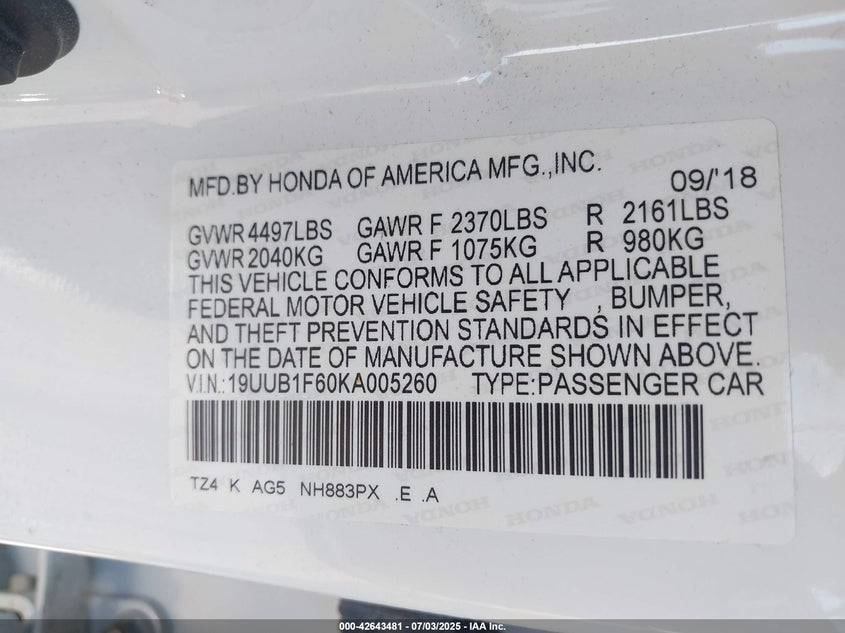 MFD.BY HONDA OF AMERICA MFG.,INC. 09/'18
GVWR 4497LBS GAWR F 2370LBS R 2161LBS
GVWR 2040KG GAWR F 1075KG R 980KG
THIS VEHICLE CONFORMS TO ALL APPLICABLE
FEDERAL MOTOR VEHICLE SAFETY , BUMPER,
AND THEFT PREVENTION STANDARDS IN EFFECT
ON THE DATE OF MANUFACTURE SHOWN ABOVE.
V.I.N.:19UUB1F60KA005260 TYPE:PASSENGER CAR
TZ4 K AG5 NH883PX .E .A
000-42643481 - 07/03/2025 - IAA Inc.